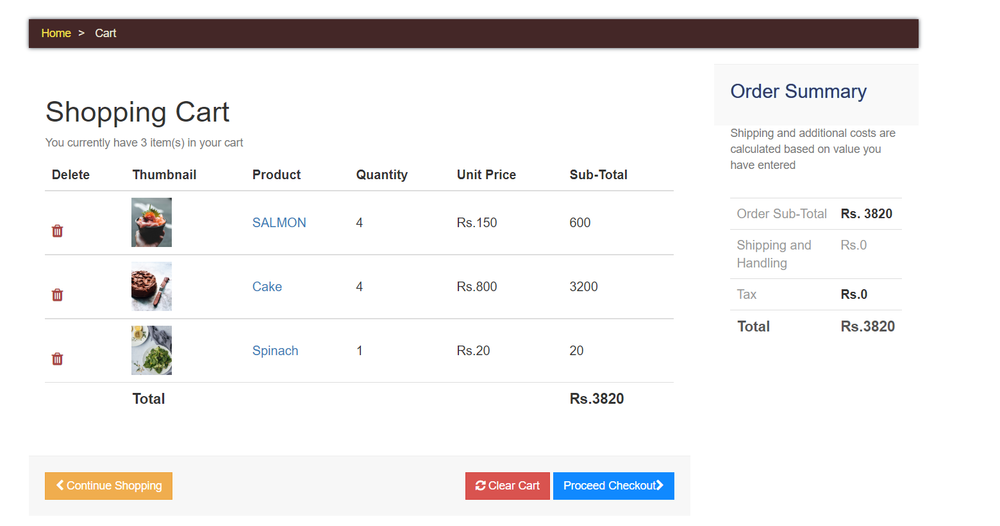 Home > Cart
Shopping Cart
You currently have 3 item(s) in your cart
Delete Thumbnail Product Quantity Unit Price Sub-Total
SALMON 4 Rs.150 600
Cake 4 Rs.800 3200
Spinach 1 Rs.20 20
Total Rs.3820
Continue Shopping Clear Cart Proceed Checkout
Order Summary
Shipping and additional costs are
calculated based on value you
have entered
Order Sub-Total Rs. 3820
Shipping and Rs.0
Handling
Tax Rs.0
Total Rs.3820